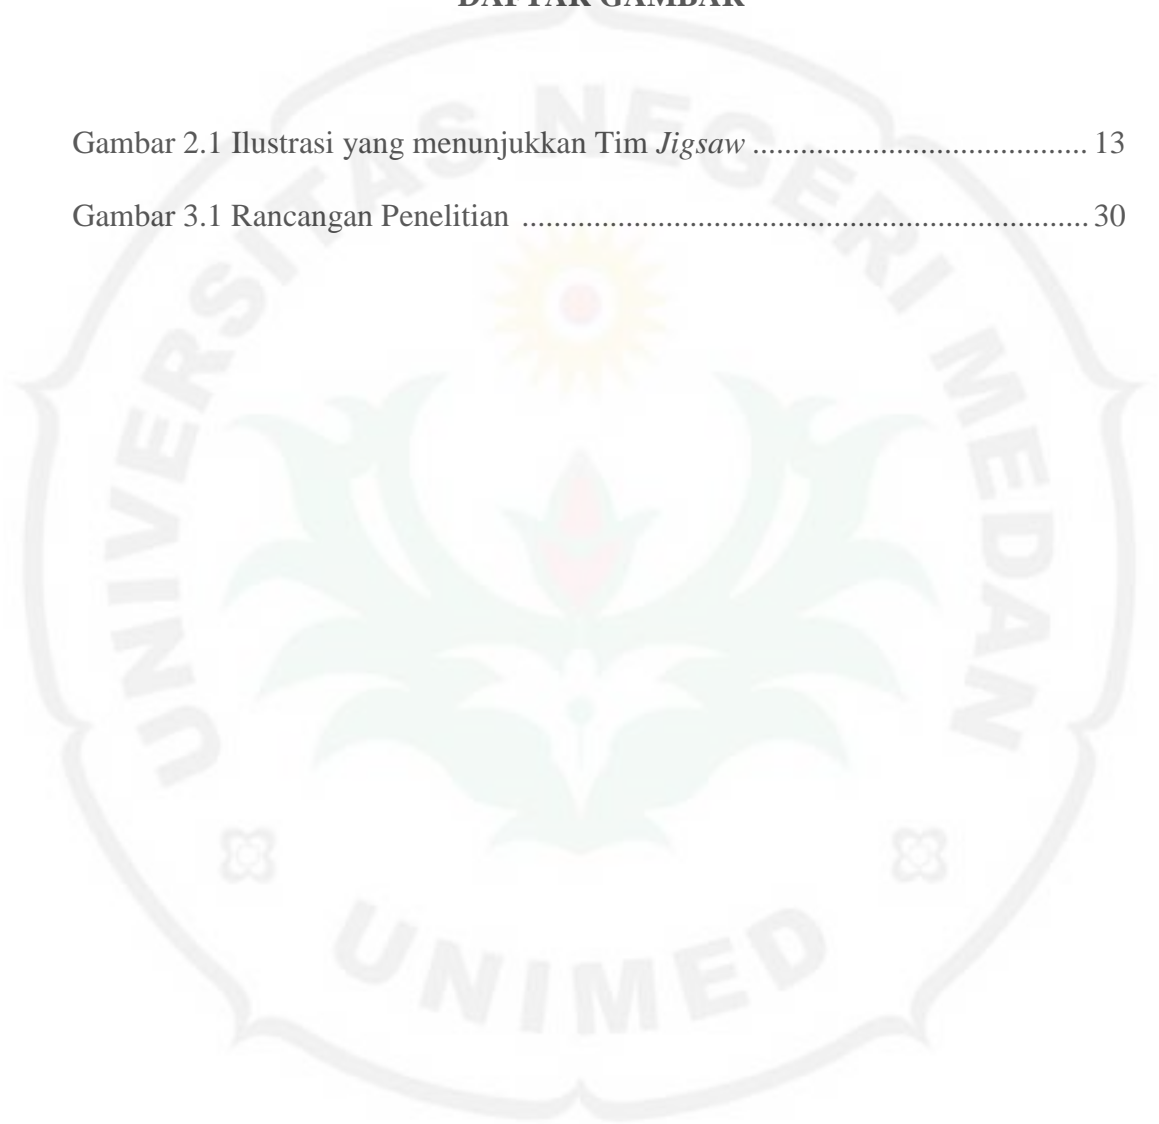 DAFTAR GAMBAR
Gambar 2.1 Ilustrasi yang menunjukkan Tim Jigsaw .......................................... 13
Gambar 3.1 Rancangan Penelitian ....................................................................... 30
UNIVERSITAS NEGERI MEDAN
UNIMED